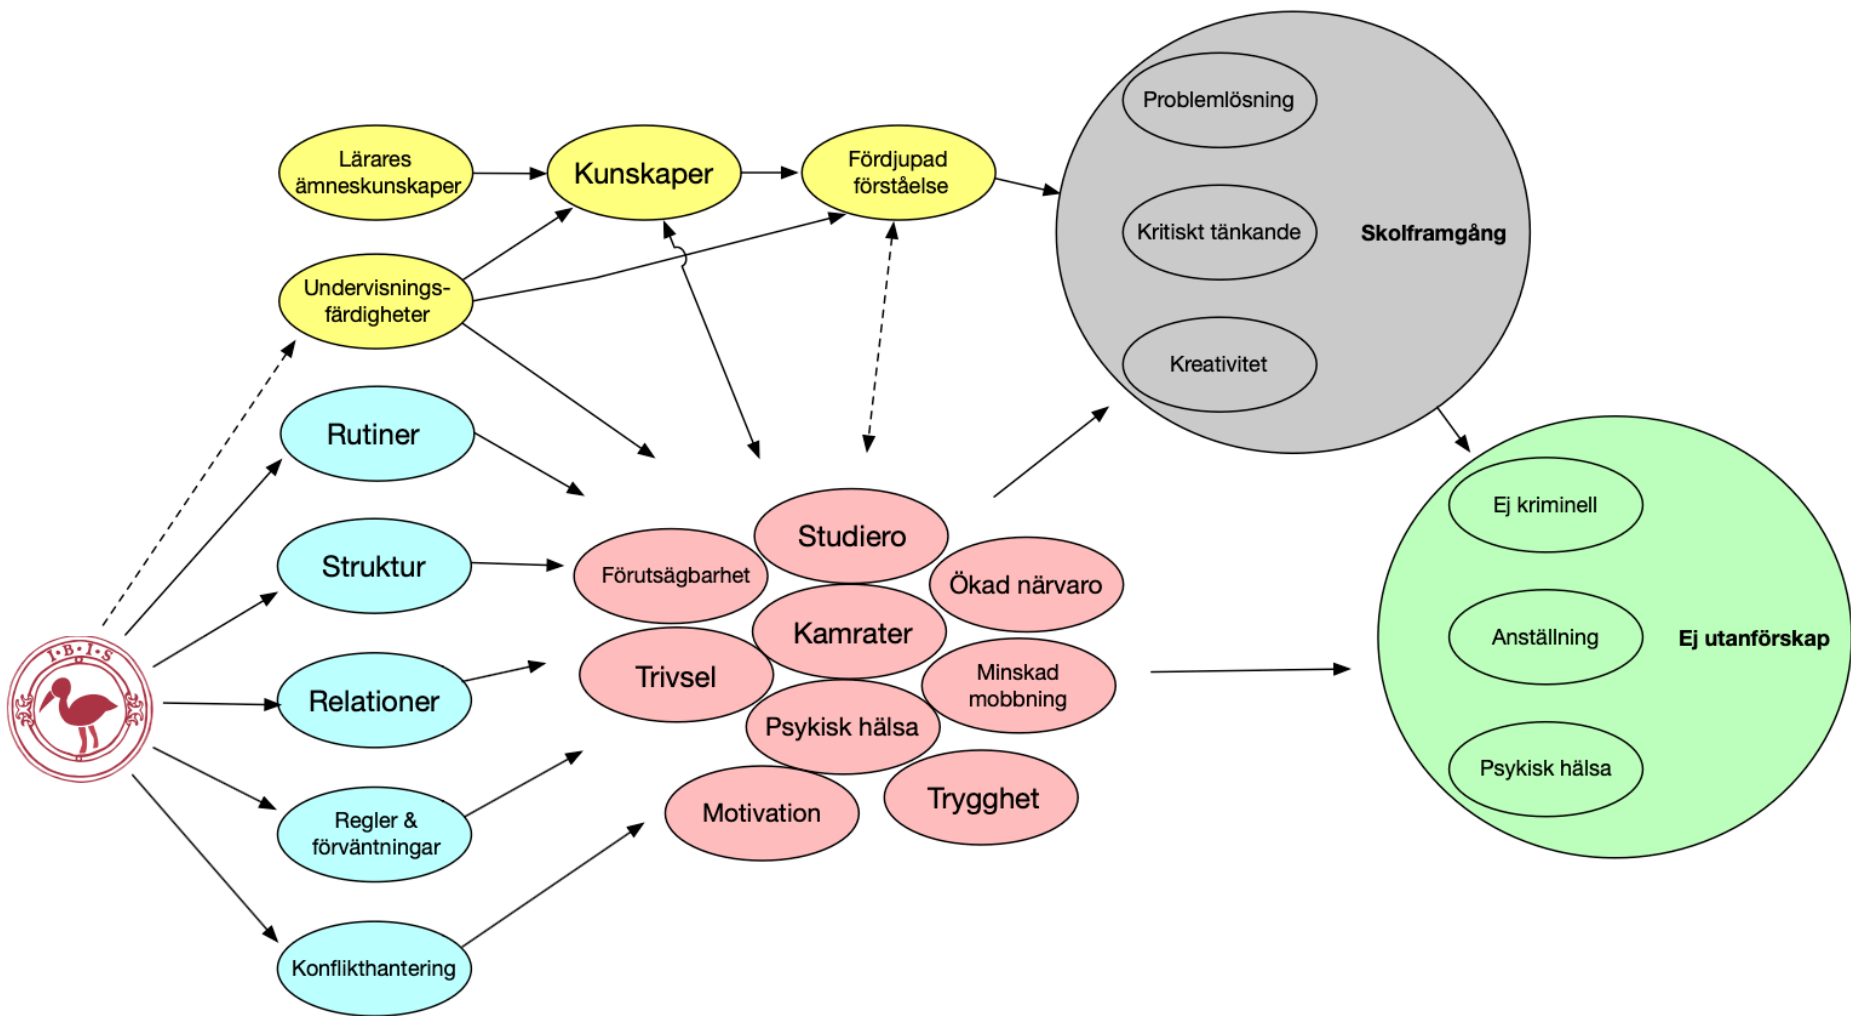 Lärares
ämneskunskaper
Kunskaper
Fördjupad
förståelse
Undervisnings-
färdigheter
Rutiner
Struktur
Relationer
Regler &
förväntningar
Konflikthantering
I·B·I·S
Studiero
Förutsägbarhet
Ökad närvaro
Kamrater
Trivsel
Minskad
mobbning
Psykisk hälsa
Motivation
Trygghet
Problemlösning
Kritiskt tänkande
Skolframgång
Kreativitet
Ej kriminell
Anställning
Ej utanförskap
Psykisk hälsa